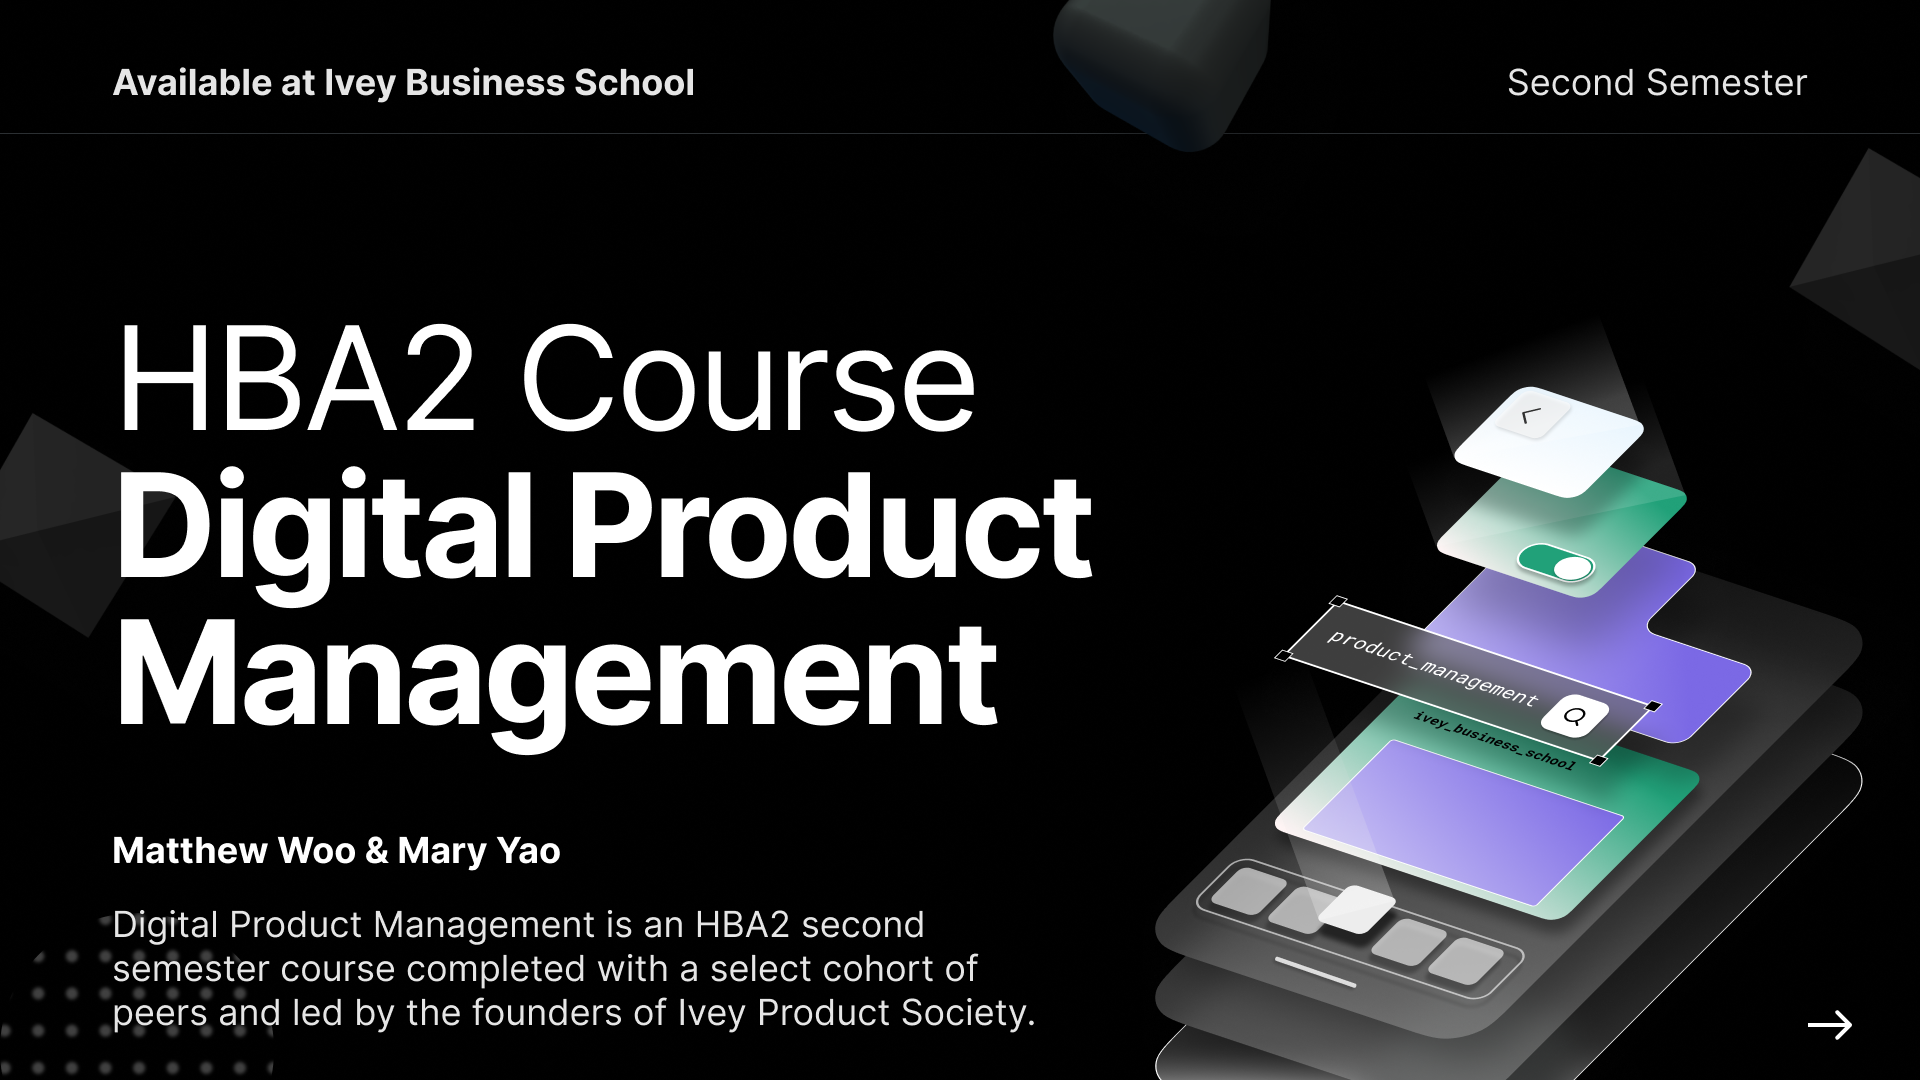 Available at Ivey Business School
Second Semester
HBA2 Course
Digital Product
Management
product_management
ivey_business_school
Matthew Woo & Mary Yao
Digital Product Management is an HBA2 second
semester course completed with a select cohort of
peers and led by the founders of Ivey Product Society.